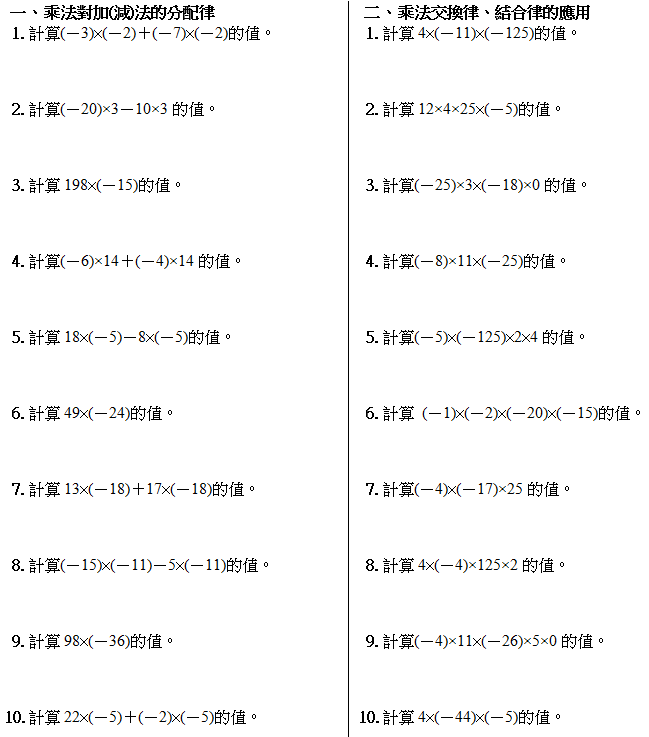 一、乘法對加(減)法的分配律
1. 計算(－3)×(－2)＋(－7)×(－2)的值。
2. 計算(－20)×3－10×3 的值。
3. 計算 198×(－15)的值。
4. 計算(－6)×14＋(－4)×14 的值。
5. 計算 18×(－5)－8×(－5)的值。
6. 計算 49×(－24)的值。
7. 計算 13×(－18)＋17×(－18)的值。
8. 計算(－15)×(－11)－5×(－11)的值。
9. 計算 98×(－36)的值。
10. 計算 22×(－5)＋(－2)×(－5)的值。
二、乘法交換律、結合律的應用
1. 計算 4×(－11)×(－125)的值。
2. 計算 12×4×25×(－5)的值。
3. 計算(－25)×3×(－18)×0 的值。
4. 計算(－8)×11×(－25)的值。
5. 計算(－5)×(－125)×2×4 的值。
6. 計算 (－1)×(－2)×(－20)×(－15)的值。
7. 計算(－4)×(－17)×25 的值。
8. 計算 4×(－4)×125×2 的值。
9. 計算(－4)×11×(－26)×5×0 的值。
10. 計算 4×(－44)×(－5)的值。